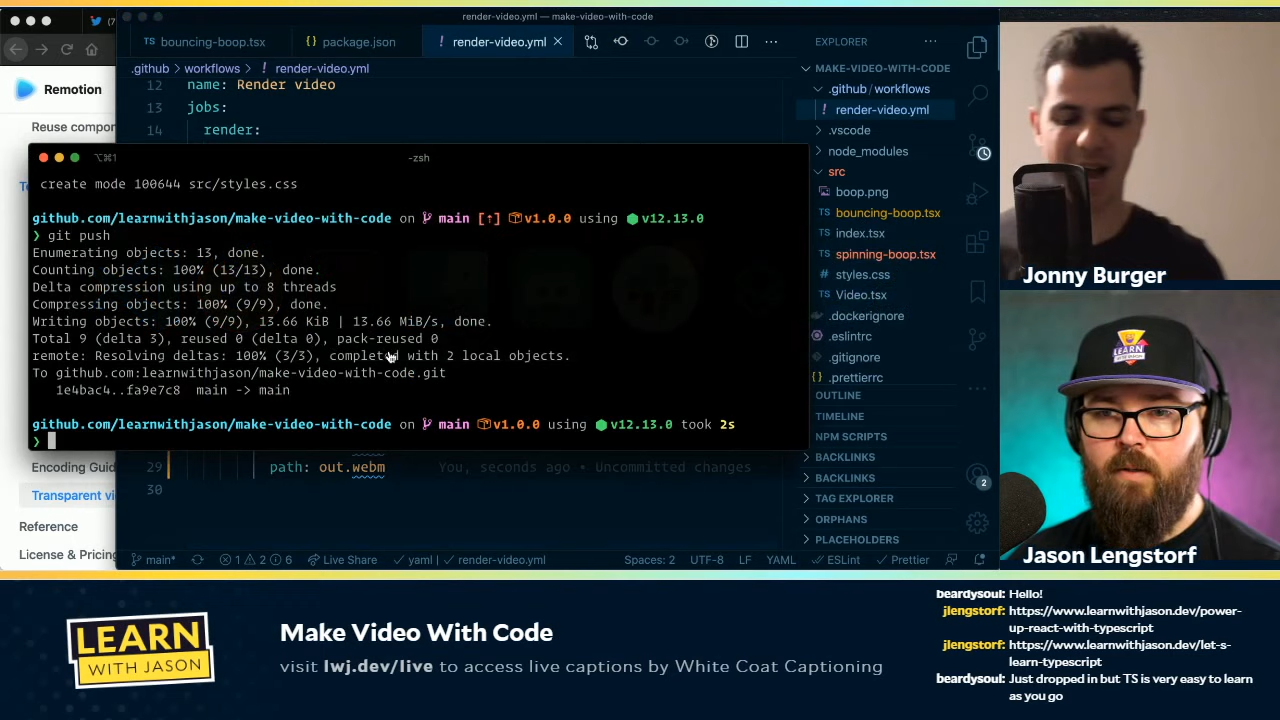 render-video.yml — make-video-with-code
(7
bouncing-boop.tsx
package.json
render-video.yml
EXPLORER
.github > workflows > ! render-video.yml
MAKE-VIDEO-WITH-CODE
Remotion
12 name: Render video
13 jobs:
14 render:
.github / workflows
! render-video.yml
.vscode
node_modules
src
boop.png
TS bouncing-boop.tsx
TS index.tsx
TS spinning-boop.tsx
styles.css
TS Video.tsx
.dockerignore
.eslintrc
.gitignore
.prettierrc
OUTLINE
TIMELINE
NPM SCRIPTS
BACKLINKS
BACKLINKS
TAG EXPLORER
ORPHANS
PLACEHOLDERS
2
Reuse compor
⌥⌘1
-zsh
create mode 100644 src/styles.css
github.com/learnwithjason/make-video-with-code on main [↑] v1.0.0 using v12.13.0
❯ git push
Enumerating objects: 13, done.
Counting objects: 100% (13/13), done.
Delta compression using up to 8 threads
Compressing objects: 100% (9/9), done.
Writing objects: 100% (9/9), 13.66 KiB | 13.66 MiB/s, done.
Total 9 (delta 3), reused 0 (delta 0), pack-reused 0
remote: Resolving deltas: 100% (3/3), completed with 2 local objects.
To github.com:learnwithjason/make-video-with-code.git
1e4bac4..fa9e7c8 main -> main
github.com/learnwithjason/make-video-with-code on main v1.0.0 using v12.13.0 took 2s
❯
Encoding Guid
Transparent vi
Reference
License & Pricing
29 path: out.webm You, seconds ago • Uncommitted changes
30
main* 1 2 6 Live Share yaml | render-video.yml Spaces: 2 UTF-8 LF YAML ESLint Prettier
Jonny Burger
LEARN
WITH JASON
Jason Lengstorf
LEARN
WITH JASON
Make Video With Code
visit lwj.dev/live to access live captions by White Coat Captioning
beardysoul: Hello!
jlengstorf: https://www.learnwithjason.dev/power-
up-react-with-typescript
jlengstorf: https://www.learnwithjason.dev/let-s-
learn-typescript
beardysoul: Just dropped in but TS is very easy to learn
as you go